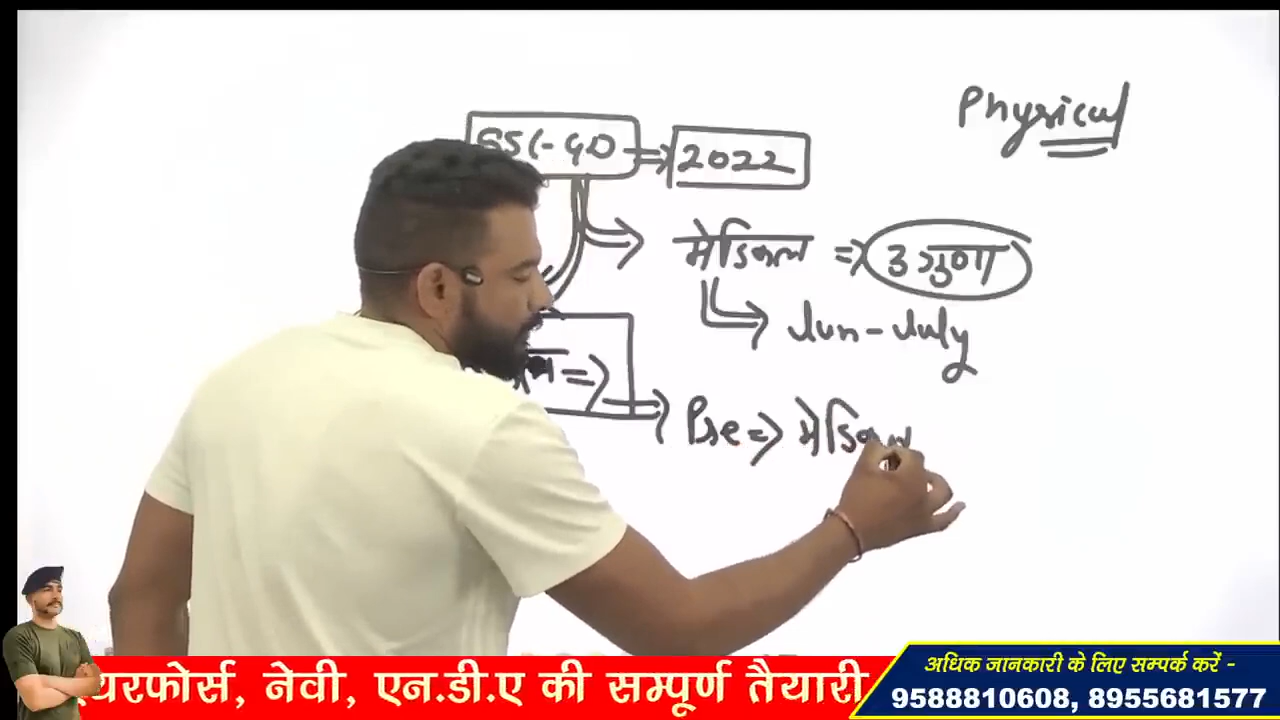 Physical
SSC-GD => 2022
मेडिकल => 3 गुणा
Jun - July
=>
Pre => मेडिकल
यरफोर्स, नेवी, एन.डी.ए की सम्पूर्ण तैयारी
अधिक जानकारी के लिए सम्पर्क करें -
9588810608, 8955681577